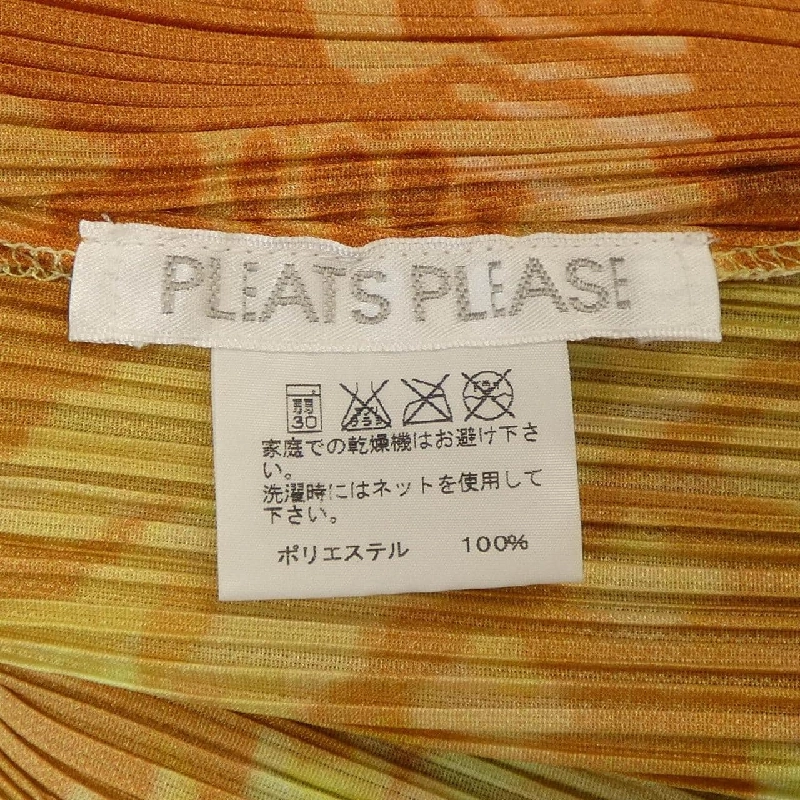 PLEATS PLEASE
弱
30
家庭での乾燥機はお避け下さ
い。
洗濯時にはネットを使用して
下さい。
ポリエステル 100%